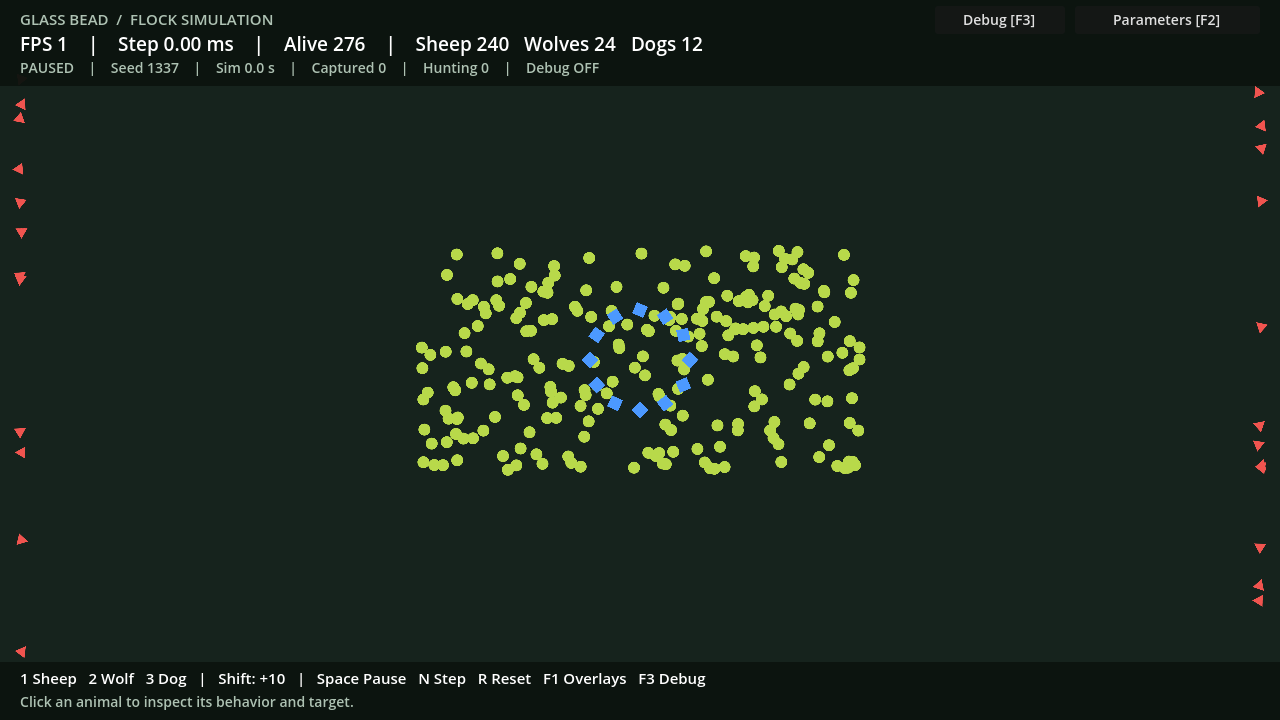 GLASS BEAD / FLOCK SIMULATION
Debug [F3] Parameters [F2]
FPS 1 | Step 0.00 ms | Alive 276 | Sheep 240 Wolves 24 Dogs 12
PAUSED | Seed 1337 | Sim 0.0 s | Captured 0 | Hunting 0 | Debug OFF
1 Sheep 2 Wolf 3 Dog | Shift: +10 | Space Pause N Step R Reset F1 Overlays F3 Debug
Click an animal to inspect its behavior and target.